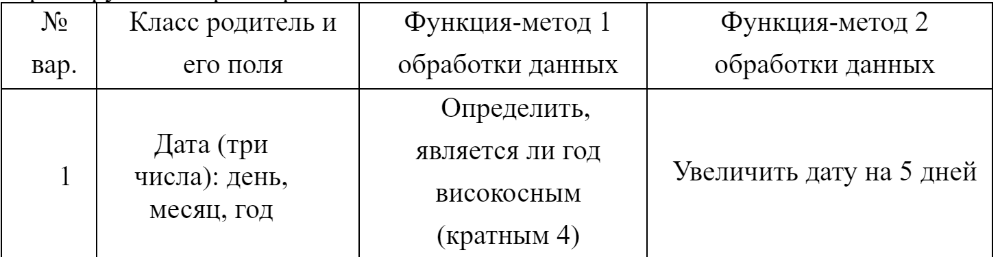 № вар.
Класс родитель и его поля
Функция-метод 1 обработки данных
Функция-метод 2 обработки данных
1
Дата (три
числа): день,
месяц, год
Определить,
является ли год
високосным
(кратным 4)
Увеличить дату на 5 дней